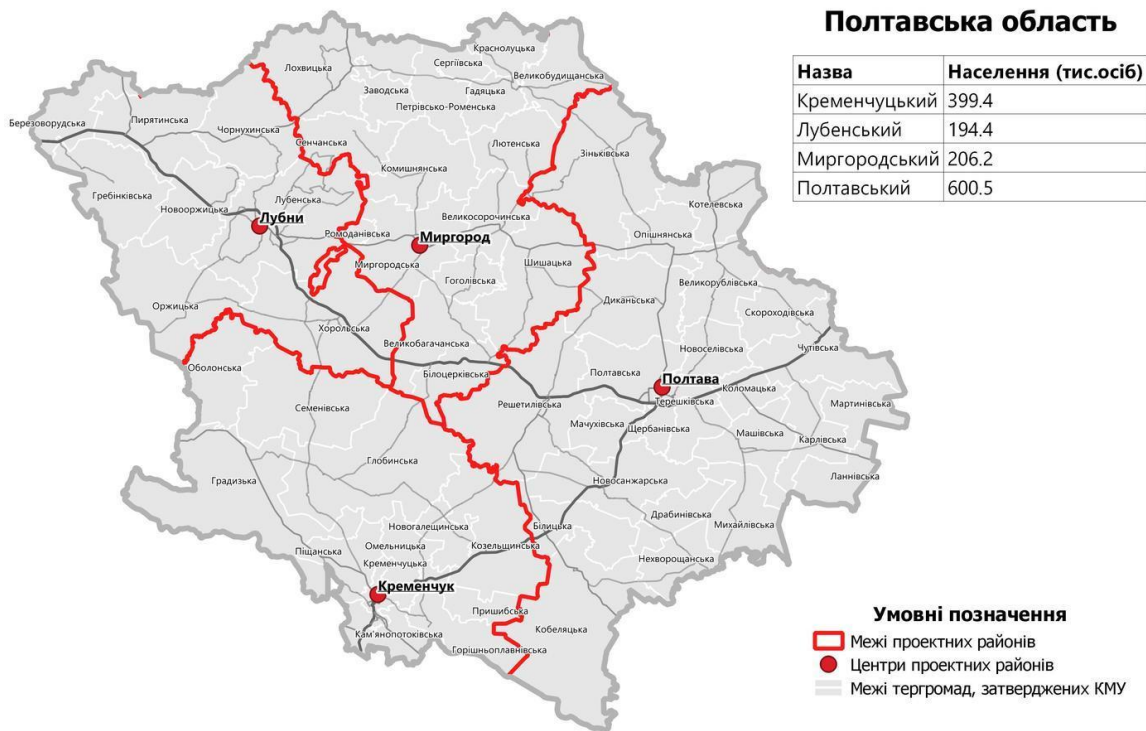 Полтавська область
Назва Населення (тис.осіб)
Кременчуцький 399.4
Лубенський 194.4
Миргородський 206.2
Полтавський 600.5
Краснолуцька
Сергіївська
Лохвицька
Великобудищанська
Заводська
Гадяцька
Петрівсько-Роменська
Березоворудська
Пирятинська
Чорнухинська
Сенчанська
Лютенська
Зіньківська
Комишнянська
Гребінківська
Лубенська
Котелевська
Новооржицька
Великосорочинська
Лубни
Ромоданівська
Миргород
Опішнянська
Миргородська
Шишацька
Гоголівська
Великорублівська
Диканьська
Оржицька
Скороходівська
Хорольська
Великобагачанська
Чутівська
Новоселівська
Оболонська
Білоцерківська
Полтавська
Полтава
Коломацька
Семенівська
Решетилівська
Терешківська
Мартинівська
Мачухівська
Щербанівська
Машівська
Карлівська
Глобинська
Градизька
Новосанжарська
Ланнівська
Драбинівська
Михайлівська
Новогалещинська
Білицька
Піщанська
Омельницька
Козельщинська
Нехворощанська
Кременчуцька
Кременчук
Пришибська
Кобеляцька
Кам'янопотоківська
Горішньоплавнівська
Умовні позначення
Межі проектних районів
Центри проектних районів
Межі тергромад, затверджених КМУ